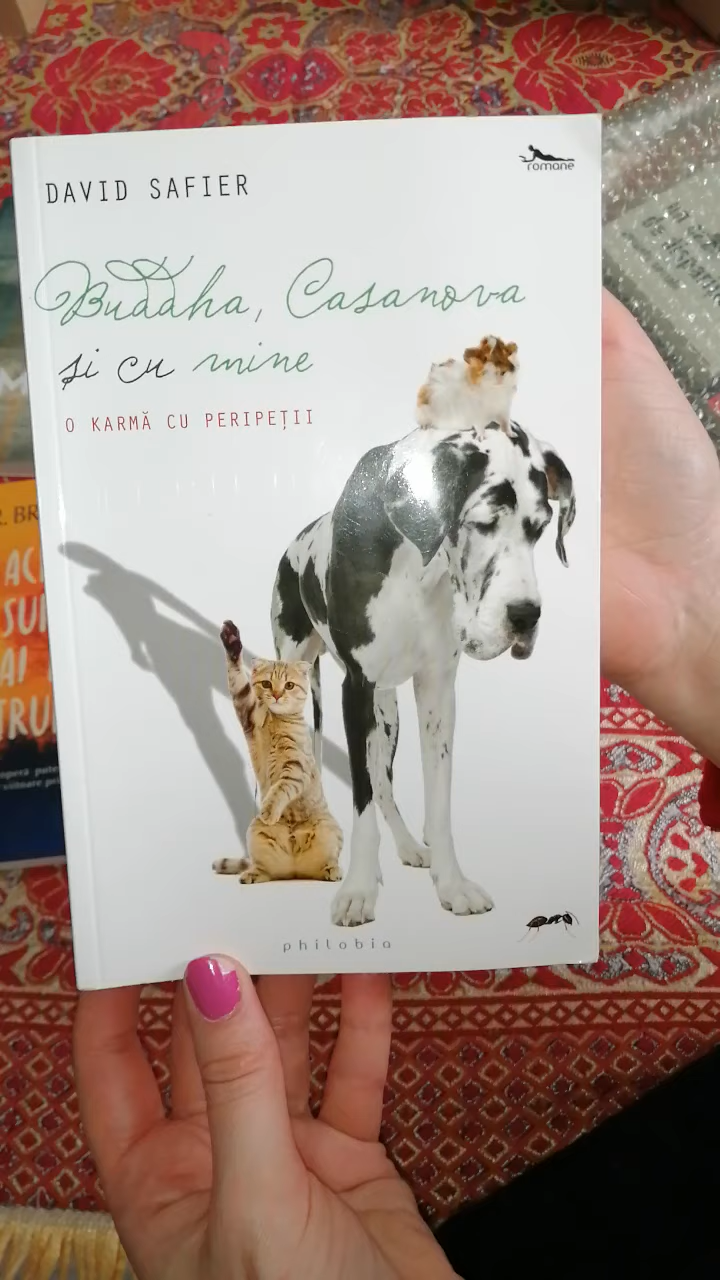 DAVID SAFIER
romane
Buddha, Casanova
și cu mine
O KARMĂ CU PERIPEȚII
philobia